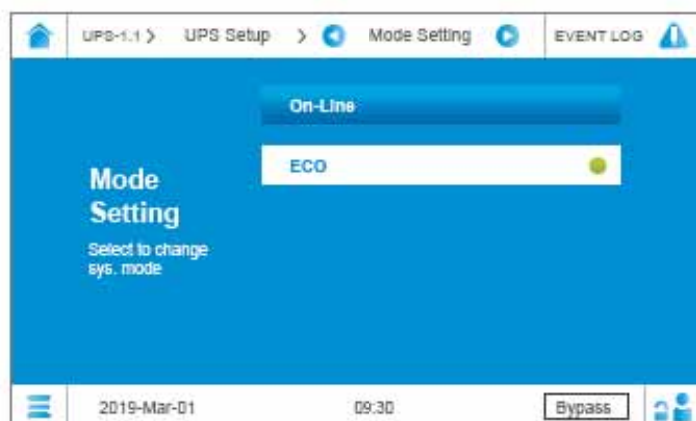 UPS-1.1 > UPS Setup > Mode Setting EVENT LOG
On-Line
ECO
Mode
Setting
Select to change
sys. mode
2019-Mar-01 09:30 Bypass